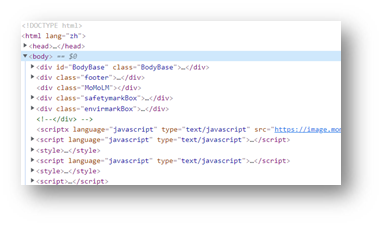 <!DOCTYPE html>
<html lang="zh">
<head>…</head>
<body> == $0
<div id="BodyBase" class="BodyBase">…</div>
<div class="footer">…</div>
<div class="MoMoLM"></div>
<div class="safetymarkBox">…</div>
<div class="envirmarkBox">…</div>
<!--</div> -->
<scriptx language="javascript" type="text/javascript" src="https://image.mom
<script language="javascript" type="text/javascript">…</script>
<style>…</style>
<script language="javascript" type="text/javascript">…</script>
<style>…</style>
<script>…</script>